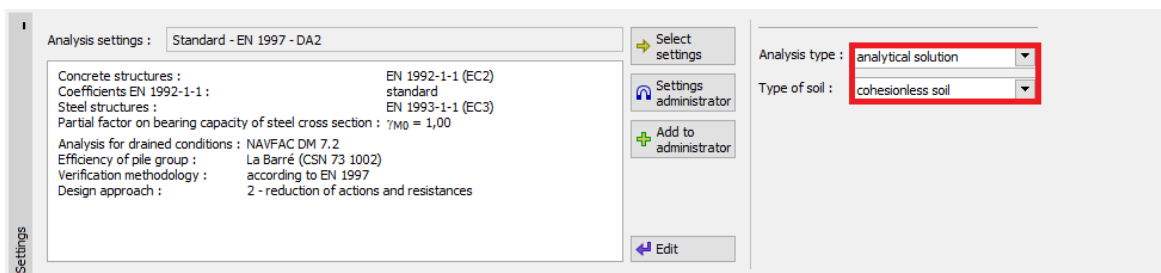 Analysis settings : Standard - EN 1997 - DA2
Concrete structures : EN 1992-1-1 (EC2)
Coefficients EN 1992-1-1 : standard
Steel structures : EN 1993-1-1 (EC3)
Partial factor on bearing capacity of steel cross section : γM0 = 1,00
Analysis for drained conditions : NAVFAC DM 7.2
Efficiency of pile group : La Barré (CSN 73 1002)
Verification methodology : according to EN 1997
Design approach : 2 - reduction of actions and resistances
Select
settings
Settings
administrator
Add to
administrator
Edit
Analysis type : analytical solution
Type of soil : cohesionless soil
Settings